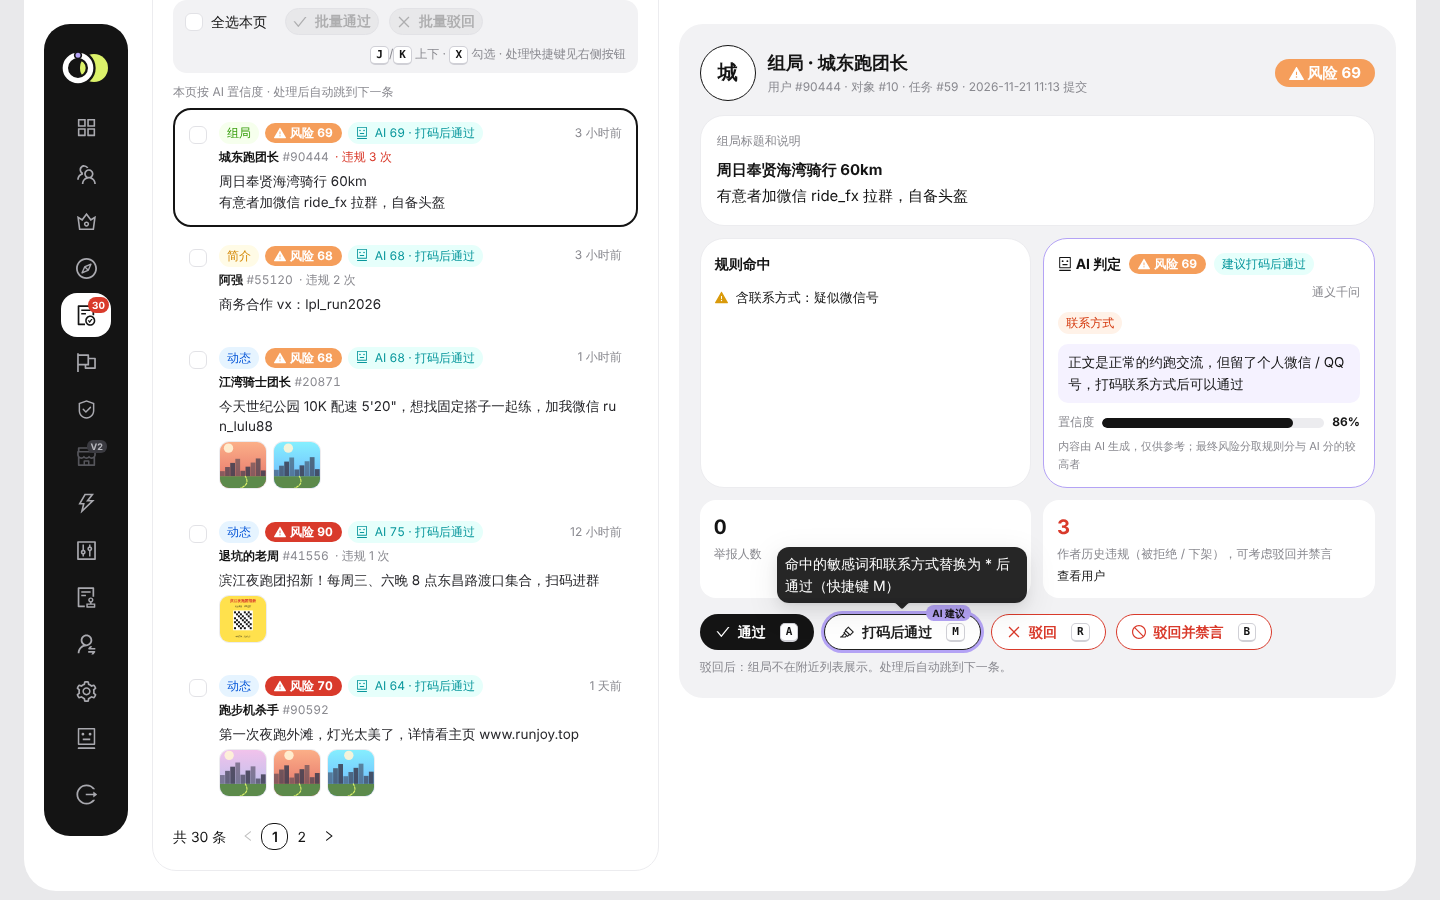 30
V2
全选本页
批量通过
批量驳回
J / K 上下 · X 勾选 · 处理快捷键见右侧按钮
本页按 AI 置信度 · 处理后自动跳到下一条
组局 风险 69 AI 69 · 打码后通过 3 小时前
城东跑团长 #90444 · 违规 3 次
周日奉贤海湾骑行 60km
有意者加微信 ride_fx 拉群，自备头盔
简介 风险 68 AI 68 · 打码后通过 3 小时前
阿强 #55120 · 违规 2 次
商务合作 vx：lpl_run2026
动态 风险 68 AI 68 · 打码后通过 1 小时前
江湾骑士团长 #20871
今天世纪公园 10K 配速 5'20"，想找固定搭子一起练，加我微信 ru
n_lulu88
动态 风险 90 AI 75 · 打码后通过 12 小时前
退坑的老周 #41556 · 违规 1 次
滨江夜跑团招新！每周三、六晚 8 点东昌路渡口集合，扫码进群
动态 风险 70 AI 64 · 打码后通过 1 天前
跑步机杀手 #90592
第一次夜跑外滩，灯光太美了，详情看主页 www.runjoy.top
共 30 条 1 2
城
组局 · 城东跑团长
用户 #90444 · 对象 #10 · 任务 #59 · 2026-11-21 11:13 提交
风险 69
组局标题和说明
周日奉贤海湾骑行 60km
有意者加微信 ride_fx 拉群，自备头盔
规则命中
含联系方式：疑似微信号
AI 判定 风险 69 建议打码后通过
通义千问
联系方式
正文是正常的约跑交流，但留了个人微信 / QQ
号，打码联系方式后可以通过
置信度 86%
内容由 AI 生成，仅供参考；最终风险分取规则分与 AI 分的较
高者
0
举报人数
3
作者历史违规（被拒绝 / 下架），可考虑驳回并禁言
查看用户
命中的敏感词和联系方式替换为 * 后
通过（快捷键 M）
AI 建议
通过 A
打码后通过 M
驳回 R
驳回并禁言 B
驳回后：组局不在附近列表展示。处理后自动跳到下一条。